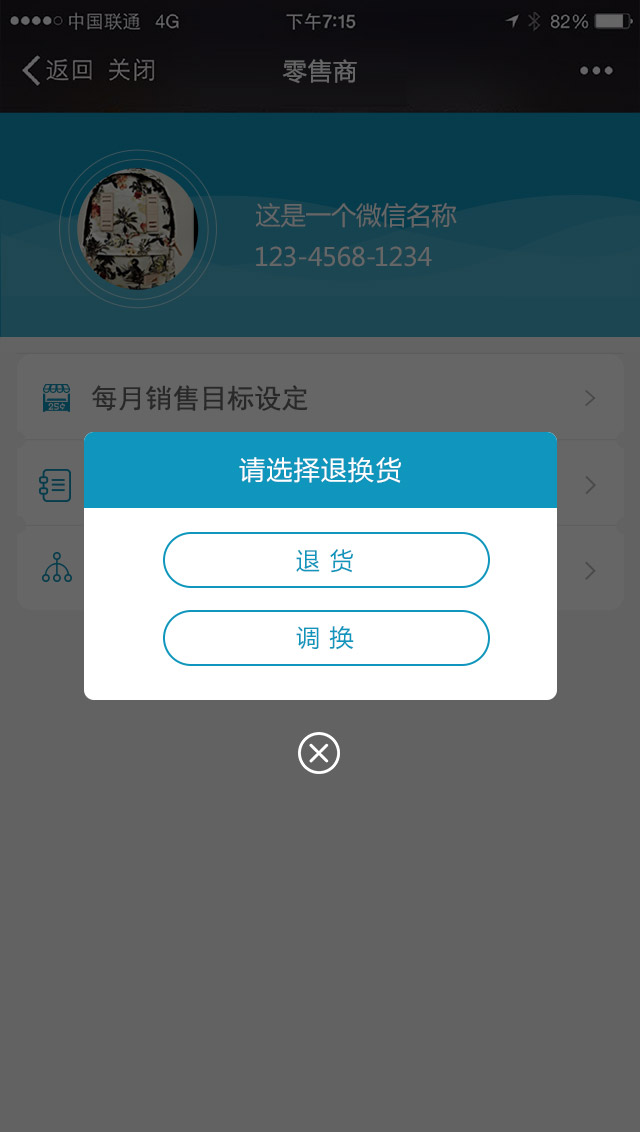 中国联通 4G 下午7:15 82%
返回 关闭 零售商
这是一个微信名称
123-4568-1234
25¢ 每月销售目标设定
请选择退换货
退货
调换